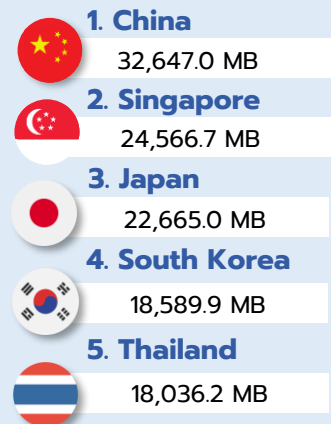 1. China
32,647.0 MB
2. Singapore
24,566.7 MB
3. Japan
22,665.0 MB
4. South Korea
18,589.9 MB
5. Thailand
18,036.2 MB